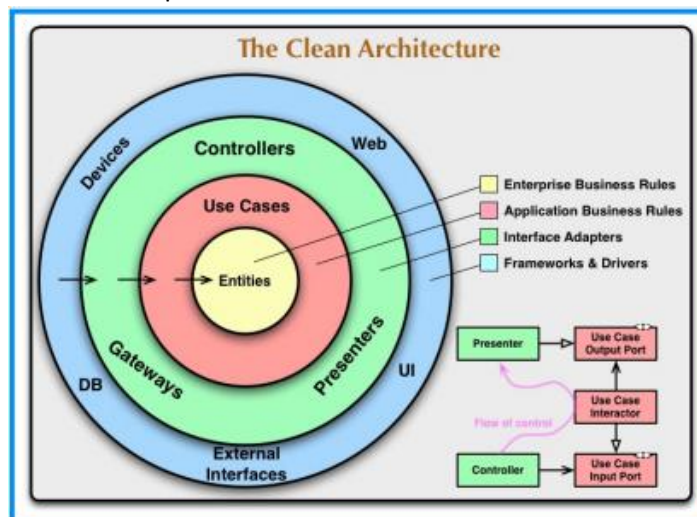 The Clean Architecture
Devices
Web
Controllers
Use Cases
Entities
Gateways
Presenters
DB
UI
External
Interfaces
Enterprise Business Rules
Application Business Rules
Interface Adapters
Frameworks & Drivers
Presenter
Use Case
Output Port
Flow of control
Use Case
Interactor
Controller
Use Case
Input Port